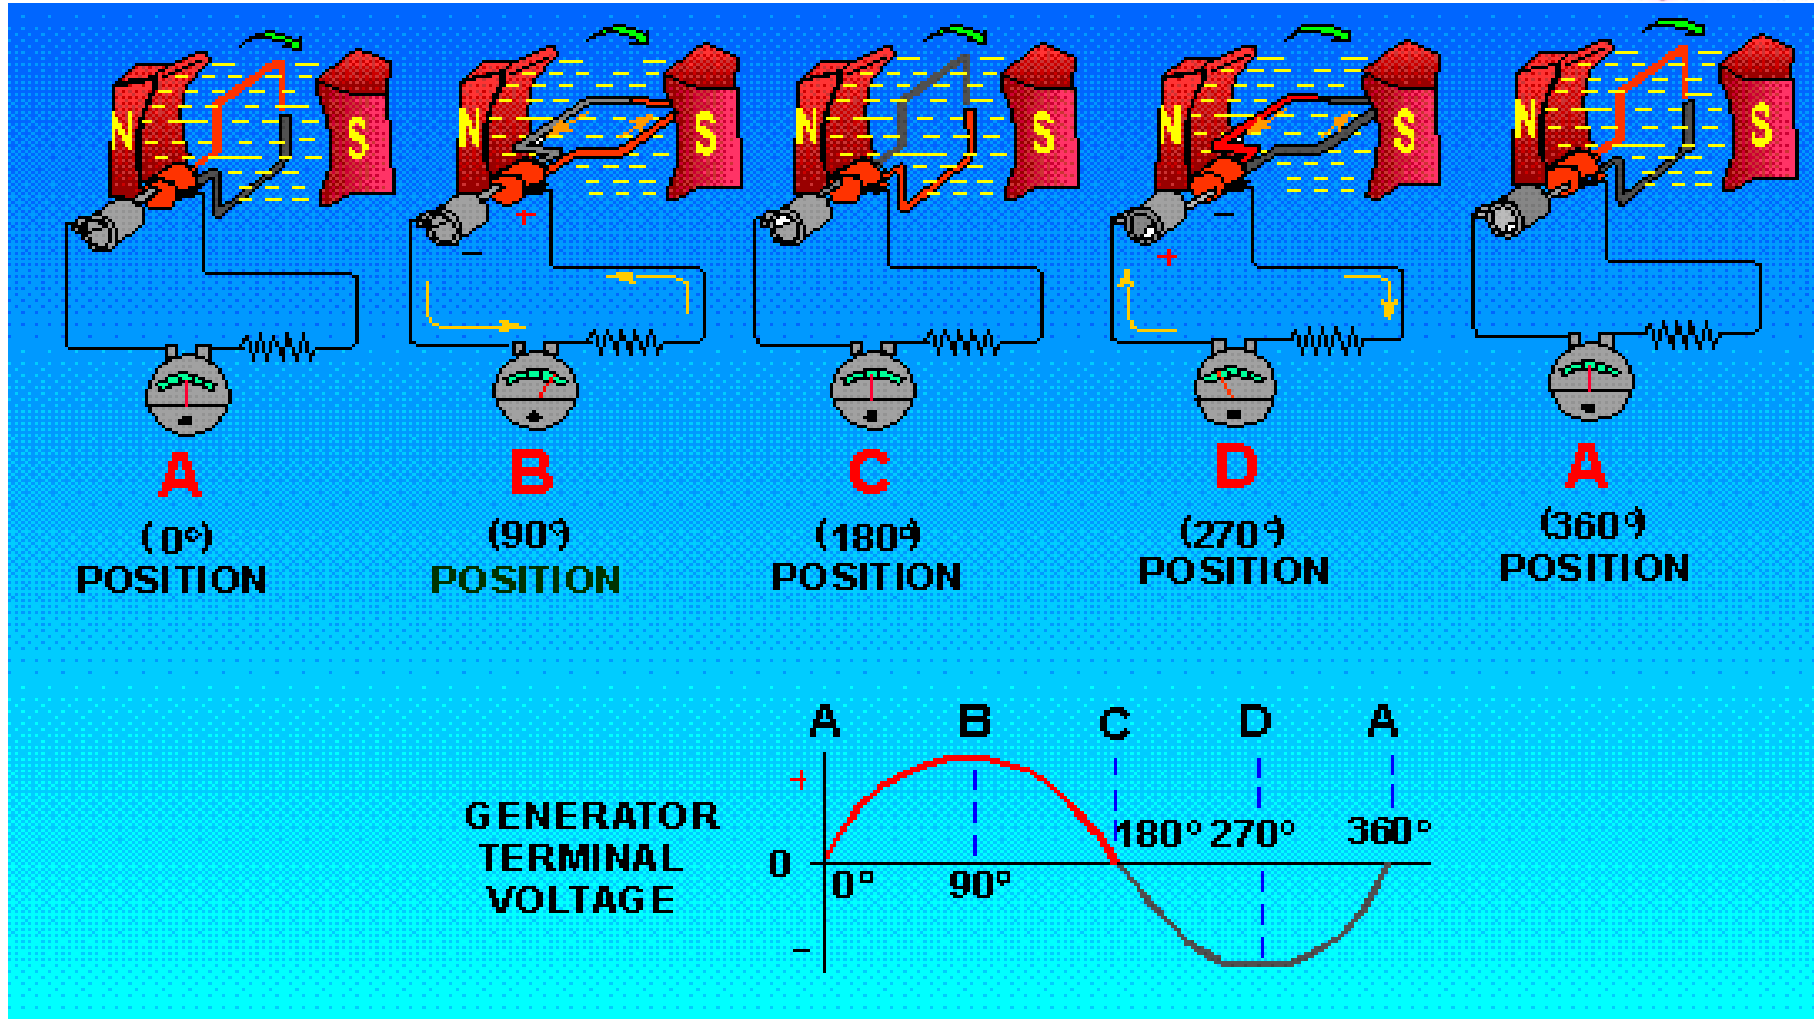 N S N S N S N S N S
+
−
−
+
A B C D A
(0°) (90°) (180°) (270°) (360°)
POSITION POSITION POSITION POSITION POSITION
A B C D A
+
GENERATOR
TERMINAL
VOLTAGE
180° 270° 360°
0
0° 90°
−